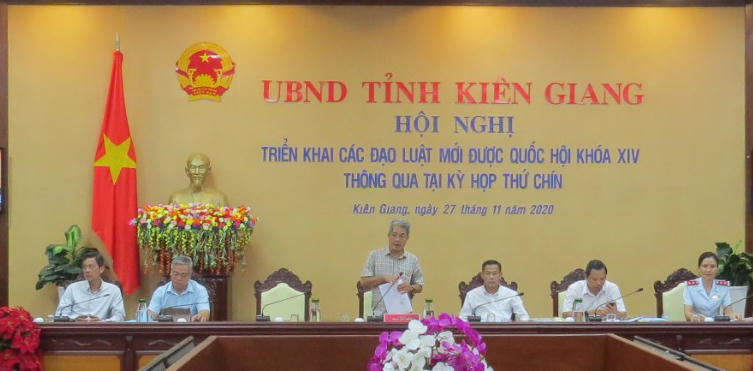 UBND TỈNH KIÊN GIANG
HỘI NGHỊ
TRIỂN KHAI CÁC ĐẠO LUẬT MỚI ĐƯỢC QUỐC HỘI KHÓA XIV
THÔNG QUA TẠI KỲ HỌP THỨ CHÍN
Kiên Giang, ngày 27 tháng 11 năm 2020